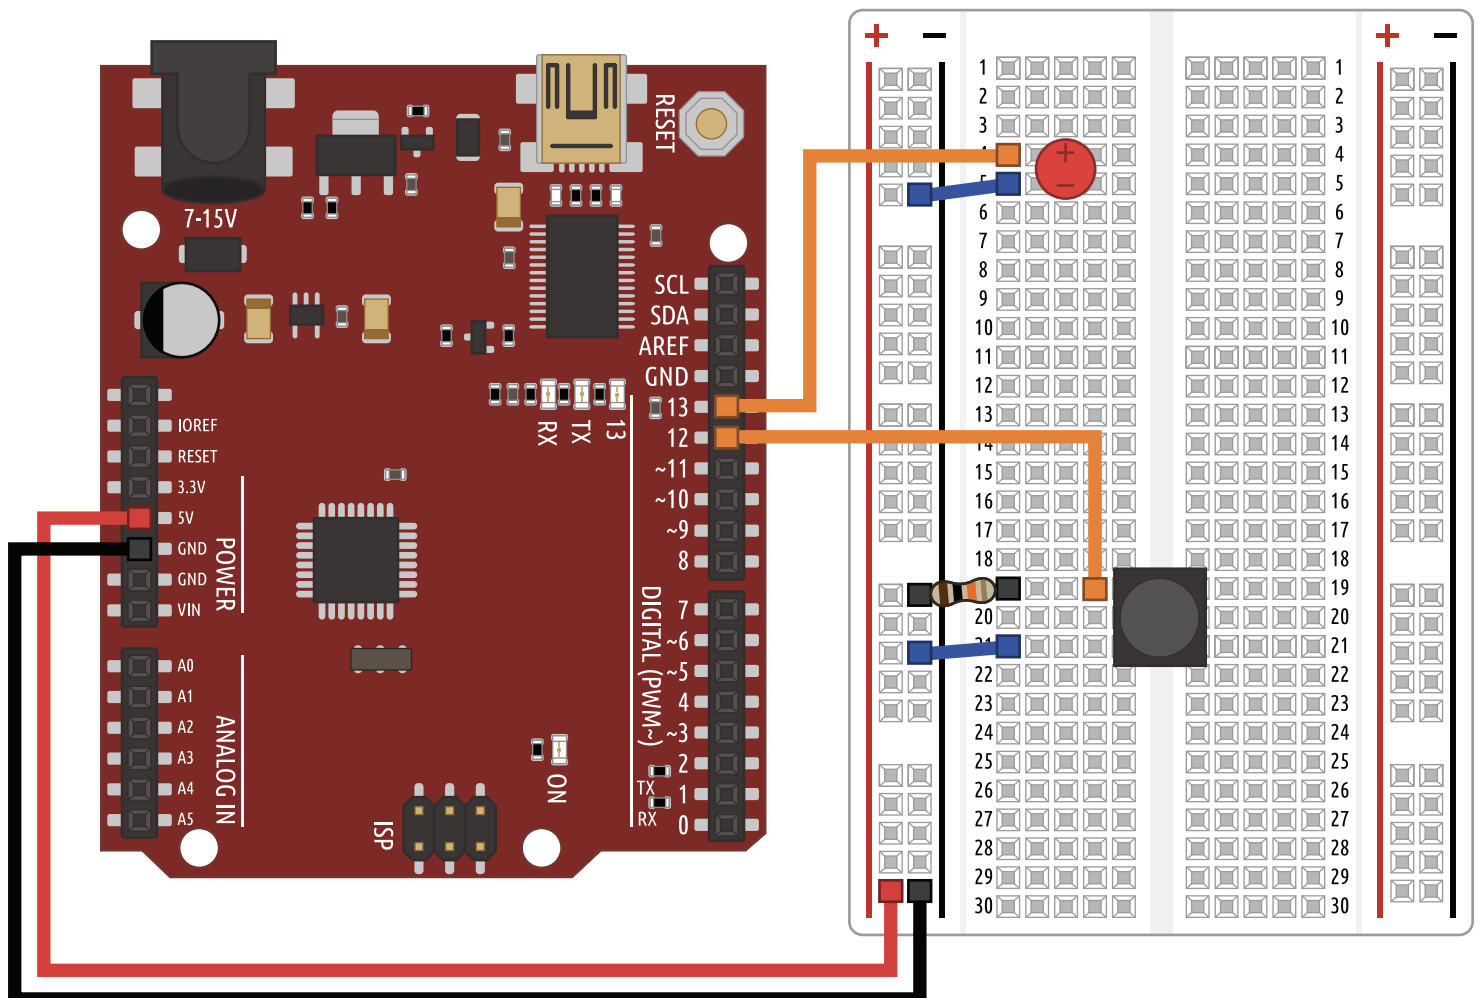 7-15V
RESET
SCL
SDA
AREF
GND
13
12
~11
~10
~9
8
RX
TX
13
IOREF
RESET
3.3V
5V
GND
GND
VIN
POWER
A0
A1
A2
A3
A4
A5
ANALOG IN
7
~6
~5
4
~3
2
1
0
DIGITAL (PWM~)
TX
RX
ON
ISP
+ − + −
1 1
2 2
3 3
4
5 5
6 6
7 7
8 8
9 9
10 10
11 11
12 12
13 13
14
15 15
16 16
17 17
18 18
19 19
20 20
21
22 22
23 23
24 24
25 25
26 26
27 27
28 28
29 29
30 30
+
−